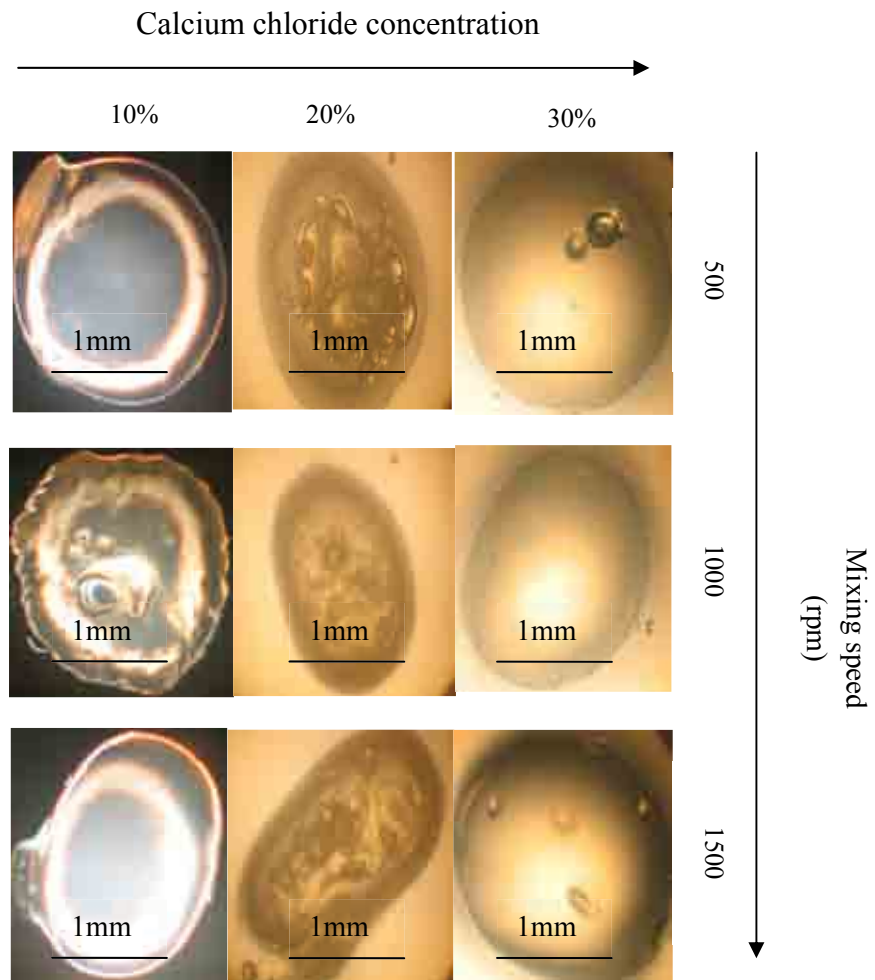 Calcium chloride concentration
10% 20% 30%
500
1mm 1mm 1mm
1000
1mm 1mm 1mm
Mixing speed
(rpm)
1500
1mm 1mm 1mm